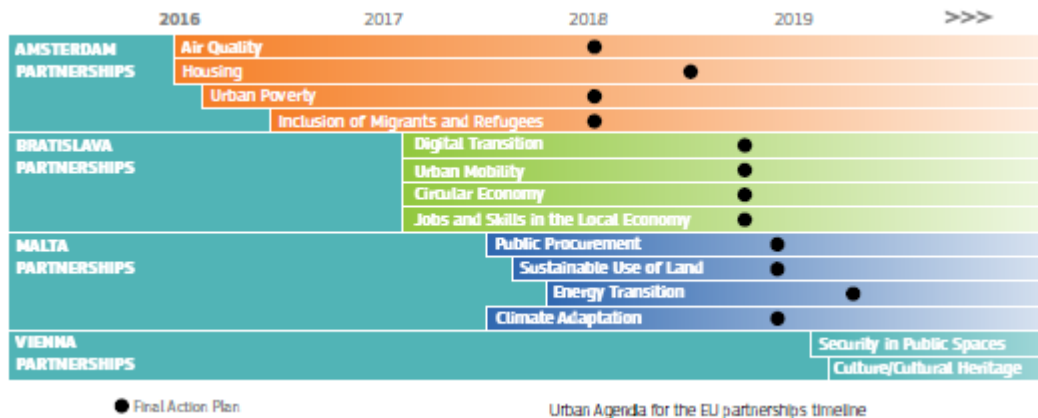 2016 2017 2018 2019 >>>
AMSTERDAM PARTNERSHIPS
Air Quality
Housing
Urban Poverty
Inclusion of Migrants and Refugees
BRATISLAVA PARTNERSHIPS
Digital Transition
Urban Mobility
Circular Economy
Jobs and Skills in the Local Economy
MALTA PARTNERSHIPS
Public Procurement
Sustainable Use of Land
Energy Transition
Climate Adaptation
VIENNA PARTNERSHIPS
Security in Public Spaces
Culture/Cultural Heritage
Final Action Plan
Urban Agenda for the EU partnerships timeline